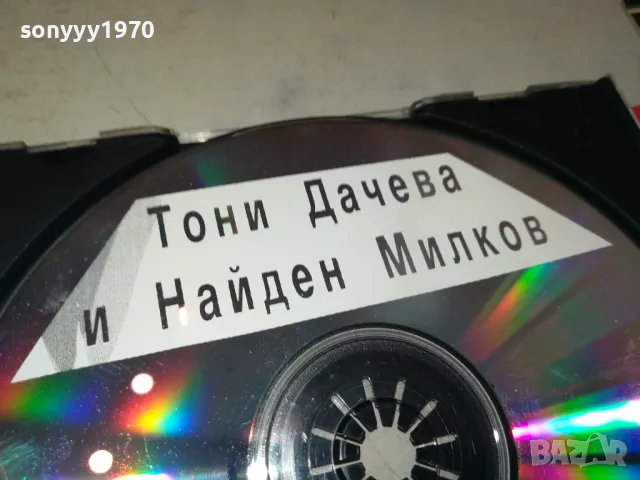 sonyyy1970
Тони Дачева
и Найден Милков
BAZAR